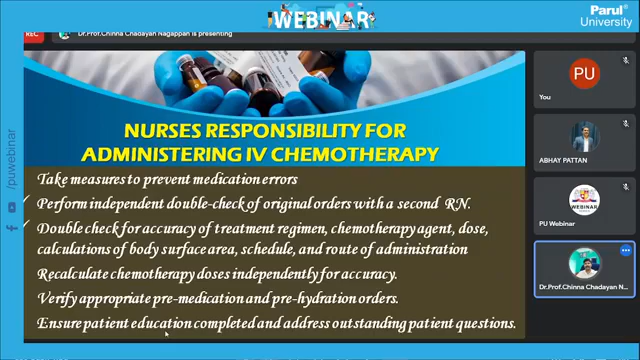 WEBINAR
Parul®
University
REC
Dr.Prof.Chinna Chadayan Nagappan is presenting
NURSES RESPONSIBILITY FOR
ADMINISTERING IV CHEMOTHERAPY
Take measures to prevent medication errors
Perform independent double-check of original orders with a second RN.
Double check for accuracy of treatment regimen, chemotherapy agent, dose,
calculations of body surface area, schedule, and route of administration
Recalculate chemotherapy doses independently for accuracy.
Verify appropriate pre-medication and pre-hydration orders.
Ensure patient education completed and address outstanding patient questions.
/puwebinar
PU
You
ABHAY PATTAN
WEBINAR
PU Webinar
Dr.Prof.Chinna Chadayan N...